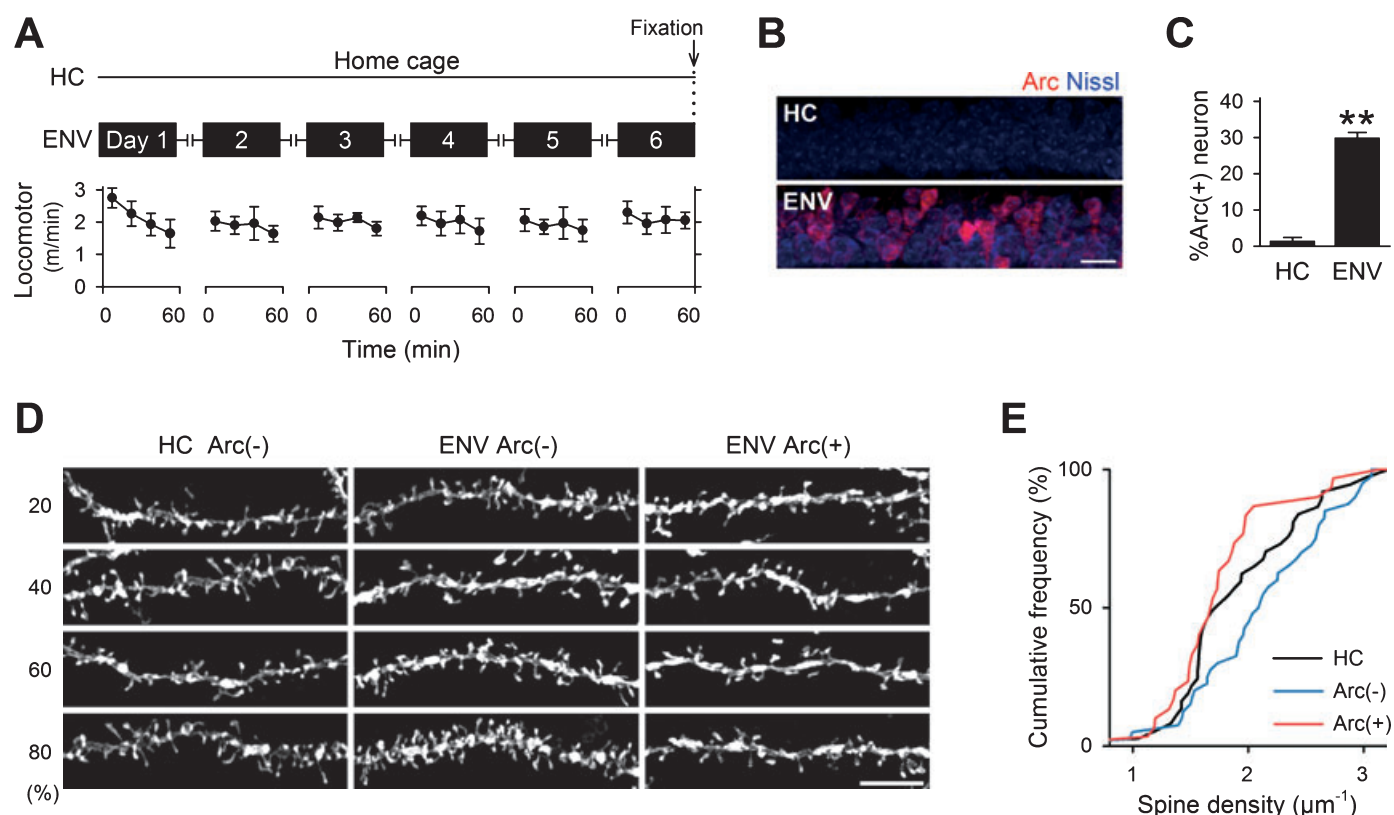 A
Fixation
Home cage
HC
ENV Day 1 2 3 4 5 6
Locomotor
(m/min)
3
2
1
0
0 60 0 60 0 60 0 60 0 60 0 60
Time (min)
B
Arc Nissl
HC
ENV
C
%Arc(+) neuron
40
30
20
10
0
**
HC ENV
D
HC Arc(-) ENV Arc(-) ENV Arc(+)
20
40
60
80
(%)
E
Cumulative frequency (%)
100
50
0
HC
Arc(-)
Arc(+)
1 2 3
Spine density (µm-1)